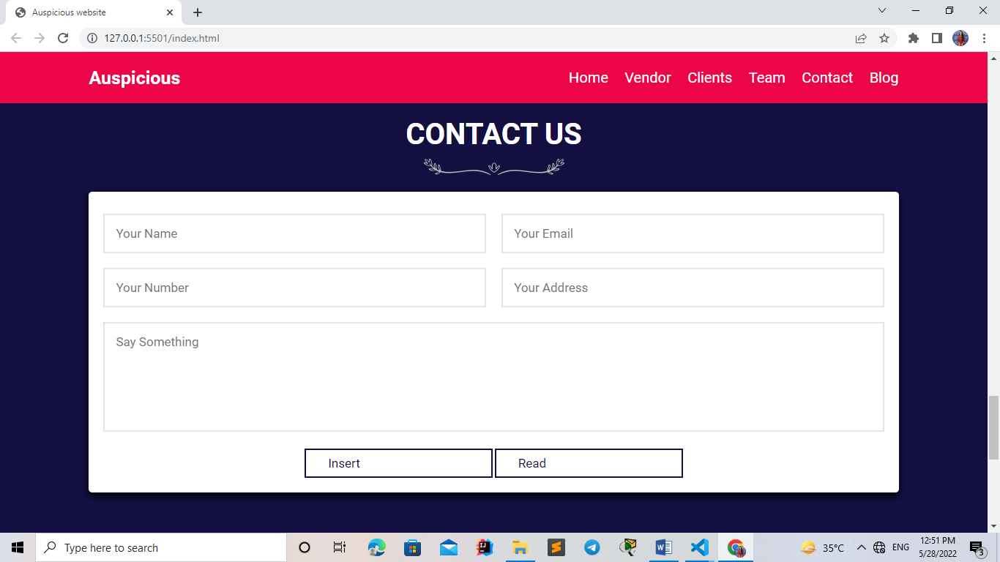 Auspicious website
127.0.0.1:5501/index.html
Auspicious Home Vendor Clients Team Contact Blog
CONTACT US
Your Name Your Email
Your Number Your Address
Say Something
Insert Read
Type here to search 35°C ENG 12:51 PM
5/28/2022
3